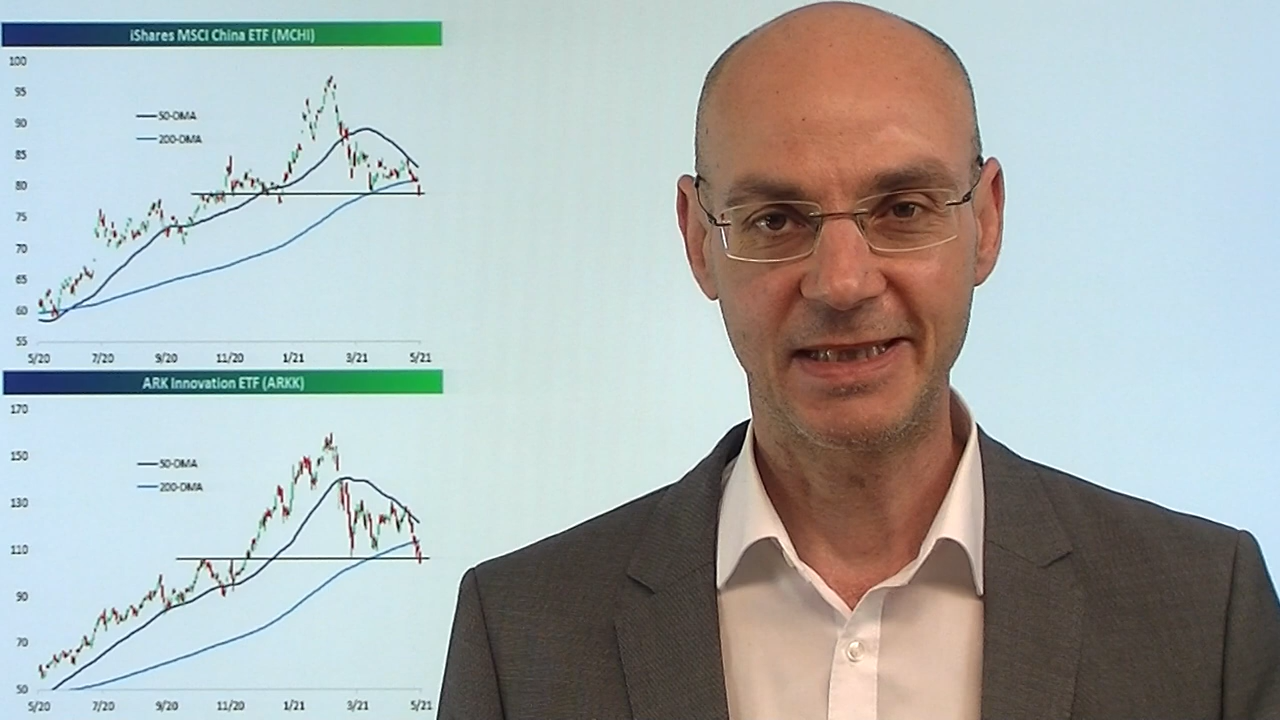 iShares MSCI China ETF (MCHI)
100
95
90
85
80
75
70
65
60
55
50-DMA
200-DMA
5/20 7/20 9/20 11/20 1/21 3/21 5/21
ARK Innovation ETF (ARKK)
170
150
130
110
90
70
50
50-DMA
200-DMA
5/20 7/20 9/20 11/20 1/21 3/21 5/21